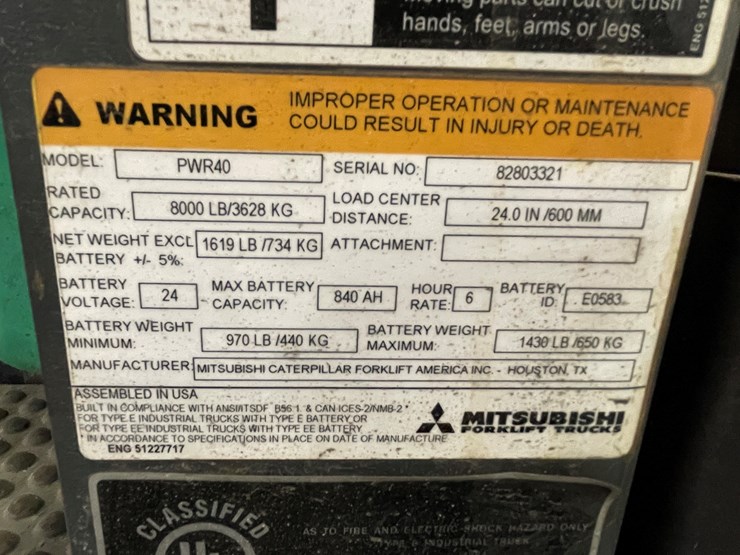 hands, feet, arms or legs.
ENG 512
WARNING
IMPROPER OPERATION OR MAINTENANCE
COULD RESULT IN INJURY OR DEATH.
MODEL: PWR40 SERIAL NO: 82803321
RATED
CAPACITY: 8000 LB/3628 KG LOAD CENTER
DISTANCE: 24.0 IN /600 MM
NET WEIGHT EXCL
BATTERY +/- 5%: 1619 LB /734 KG ATTACHMENT:
BATTERY
VOLTAGE: 24 MAX BATTERY
CAPACITY: 840 AH HOUR
RATE: 6 BATTERY
ID: E0583
BATTERY WEIGHT
MINIMUM: 970 LB /440 KG BATTERY WEIGHT
MAXIMUM: 1430 LB /650 KG
MANUFACTURER: MITSUBISHI CATERPILLAR FORKLIFT AMERICA INC. - HOUSTON, TX
ASSEMBLED IN USA
BUILT IN COMPLIANCE WITH ANSI/ITSDF B56.1 & CAN ICES-2/NMB-2 *
FOR TYPE E INDUSTRIAL TRUCKS WITH TYPE E BATTERY OR
FOR TYPE EE INDUSTRIAL TRUCKS WITH TYPE EE BATTERY
* IN ACCORDANCE TO SPECIFICATIONS IN PLACE ON DATE OF MANUFACTURE
ENG 51227717
MITSUBISHI
FORKLIFT TRUCKS
CLASSIFIED
UL
AS TO FIRE AND ELECTRIC SHOCK HAZARD ONLY
INDUSTRIAL TRUCK